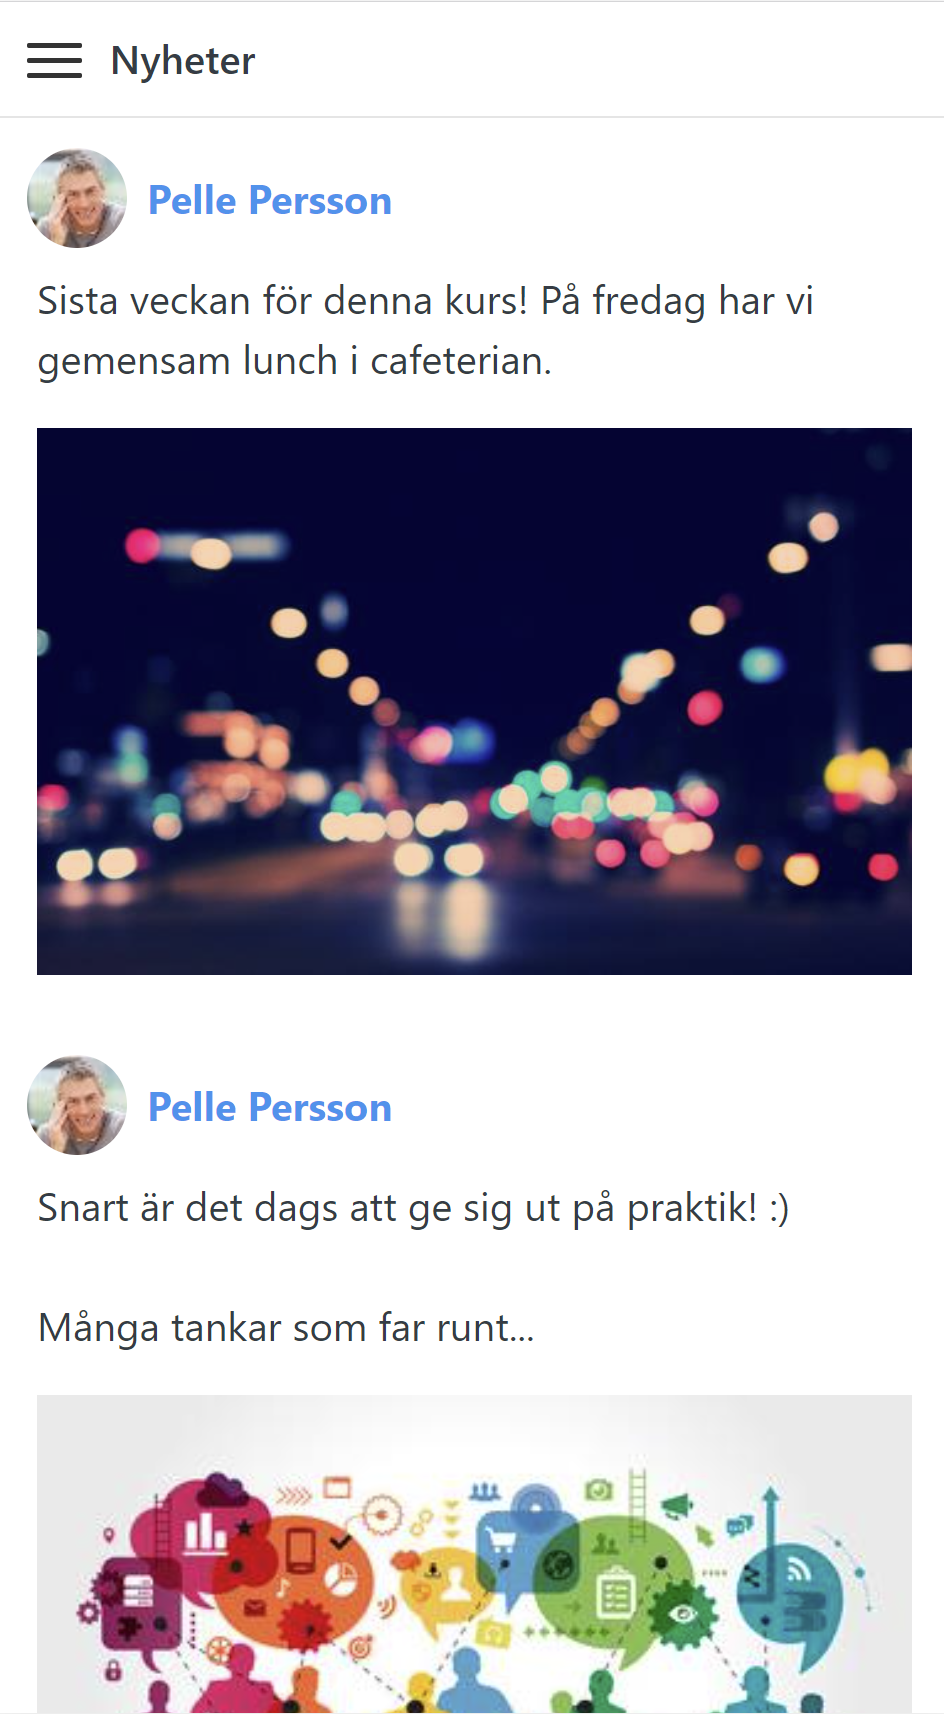 Nyheter
Pelle Persson
Sista veckan för denna kurs! På fredag har vi
gemensam lunch i cafeterian.
Pelle Persson
Snart är det dags att ge sig ut på praktik! :)
Många tankar som far runt...